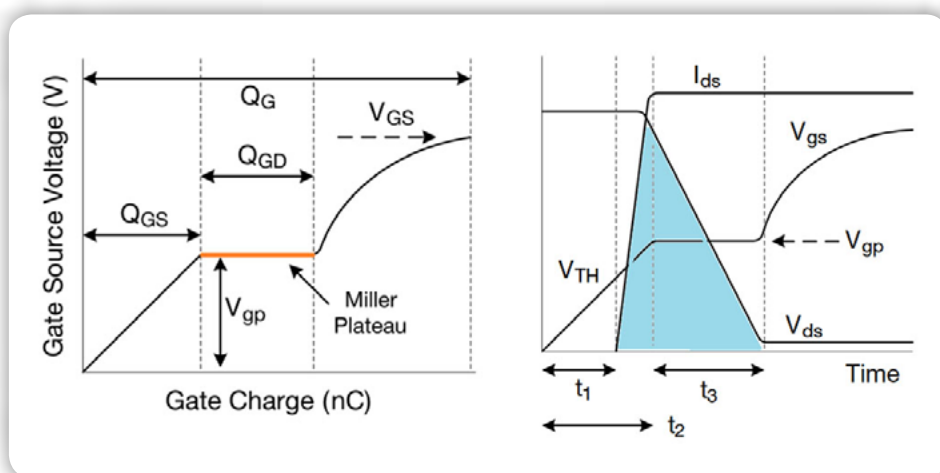 Gate Source Voltage (V)
Q_G
V_GS
Q_GD
Q_GS
V_gp
Miller
Plateau
Gate Charge (nC)
I_ds
V_gs
V_gp
V_TH
V_ds
Time
t_1
t_3
t_2